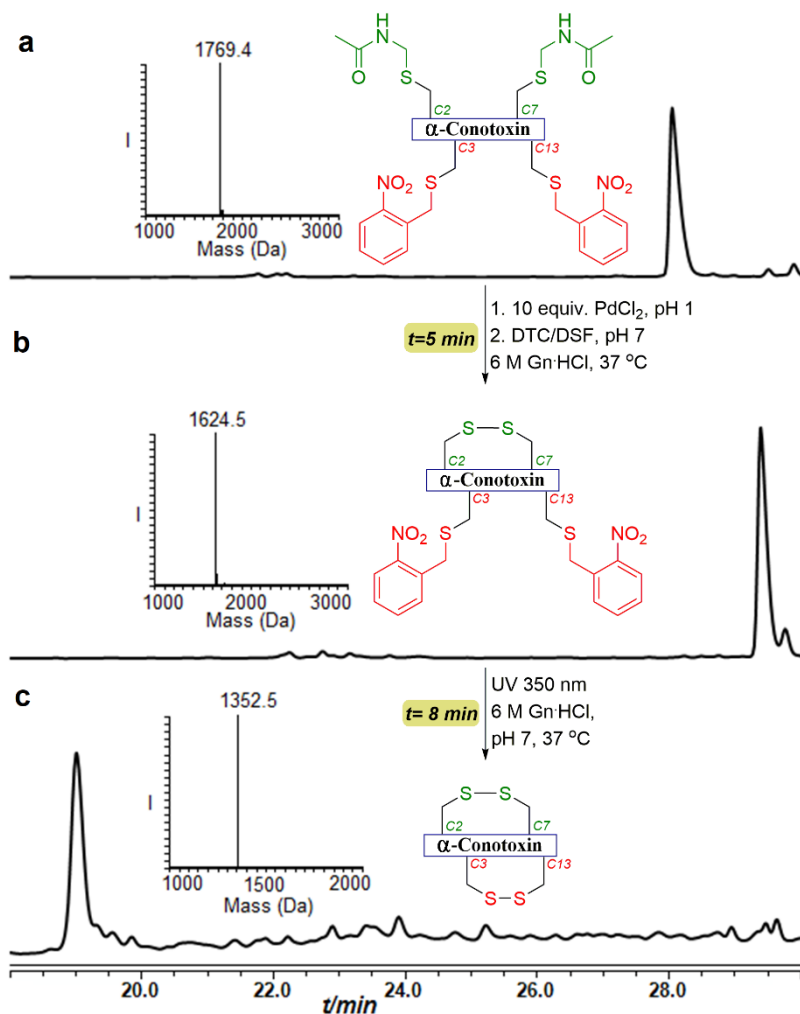 a
1769.4
I
1000 2000 3000
Mass (Da)
H
N
O
S
H
N
O
S
C2
C7
α-Conotoxin
C3
C13
NO2
S
S
NO2
1. 10 equiv. PdCl2, pH 1
t=5 min
2. DTC/DSF, pH 7
6 M Gn·HCl, 37 °C
b
1624.5
I
1000 2000 3000
Mass (Da)
S S
C2
C7
α-Conotoxin
C3
C13
NO2
S
S
NO2
UV 350 nm
t= 8 min
6 M Gn·HCl,
pH 7, 37 °C
c
1352.5
I
1000 1500 2000
Mass (Da)
S S
C2
C7
α-Conotoxin
C3
C13
S S
20.0 22.0 24.0 26.0 28.0
t/min